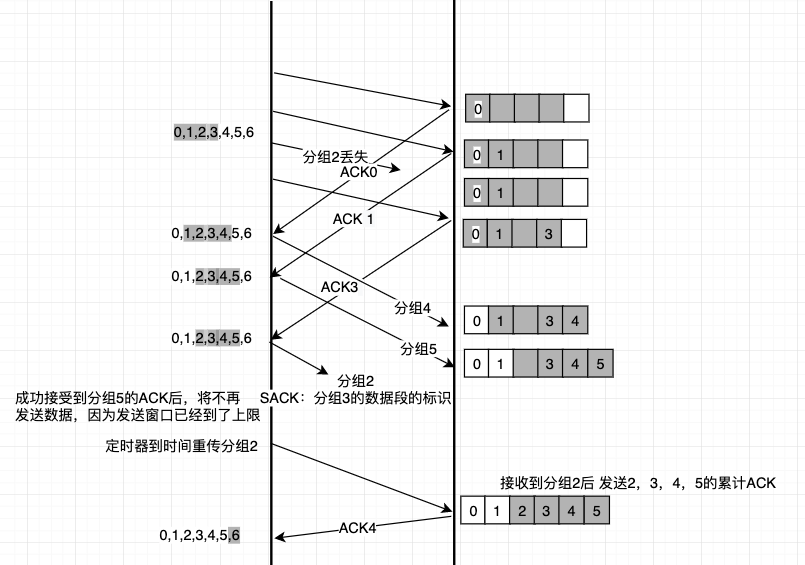 0
0,1,2,3,4,5,6
分组2丢失
0 1
ACK0
0 1
ACK 1
0,1,2,3,4,5,6
0 1 3
0,1,2,3,4,5,6
ACK3
分组4
0 1 3 4
0,1,2,3,4,5,6
分组5
0 1 3 4 5
分组2
成功接受到分组5的ACK后，将不再
发送数据，因为发送窗口已经到了上限
SACK：分组3的数据段的标识
定时器到时间重传分组2
接收到分组2后 发送2，3，4，5的累计ACK
0 1 2 3 4 5
ACK4
0,1,2,3,4,5,6